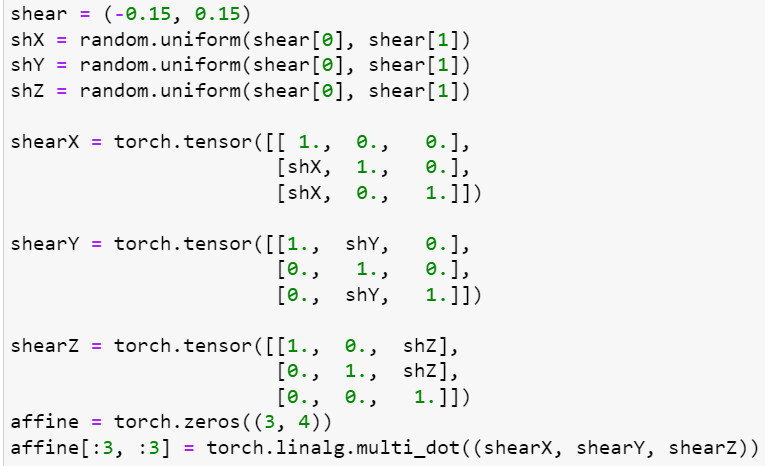 shear = (-0.15, 0.15)
shX = random.uniform(shear[0], shear[1])
shY = random.uniform(shear[0], shear[1])
shZ = random.uniform(shear[0], shear[1])

shearX = torch.tensor([[ 1.,  0.,   0.],
                       [shX,  1.,   0.],
                       [shX,  0.,   1.]])

shearY = torch.tensor([[1.,  shY,   0.],
                       [0.,   1.,   0.],
                       [0.,  shY,   1.]])

shearZ = torch.tensor([[1.,  0.,  shZ],
                       [0.,  1.,  shZ],
                       [0.,  0.,   1.]])
affine = torch.zeros((3, 4))
affine[:3, :3] = torch.linalg.multi_dot((shearX, shearY, shearZ))